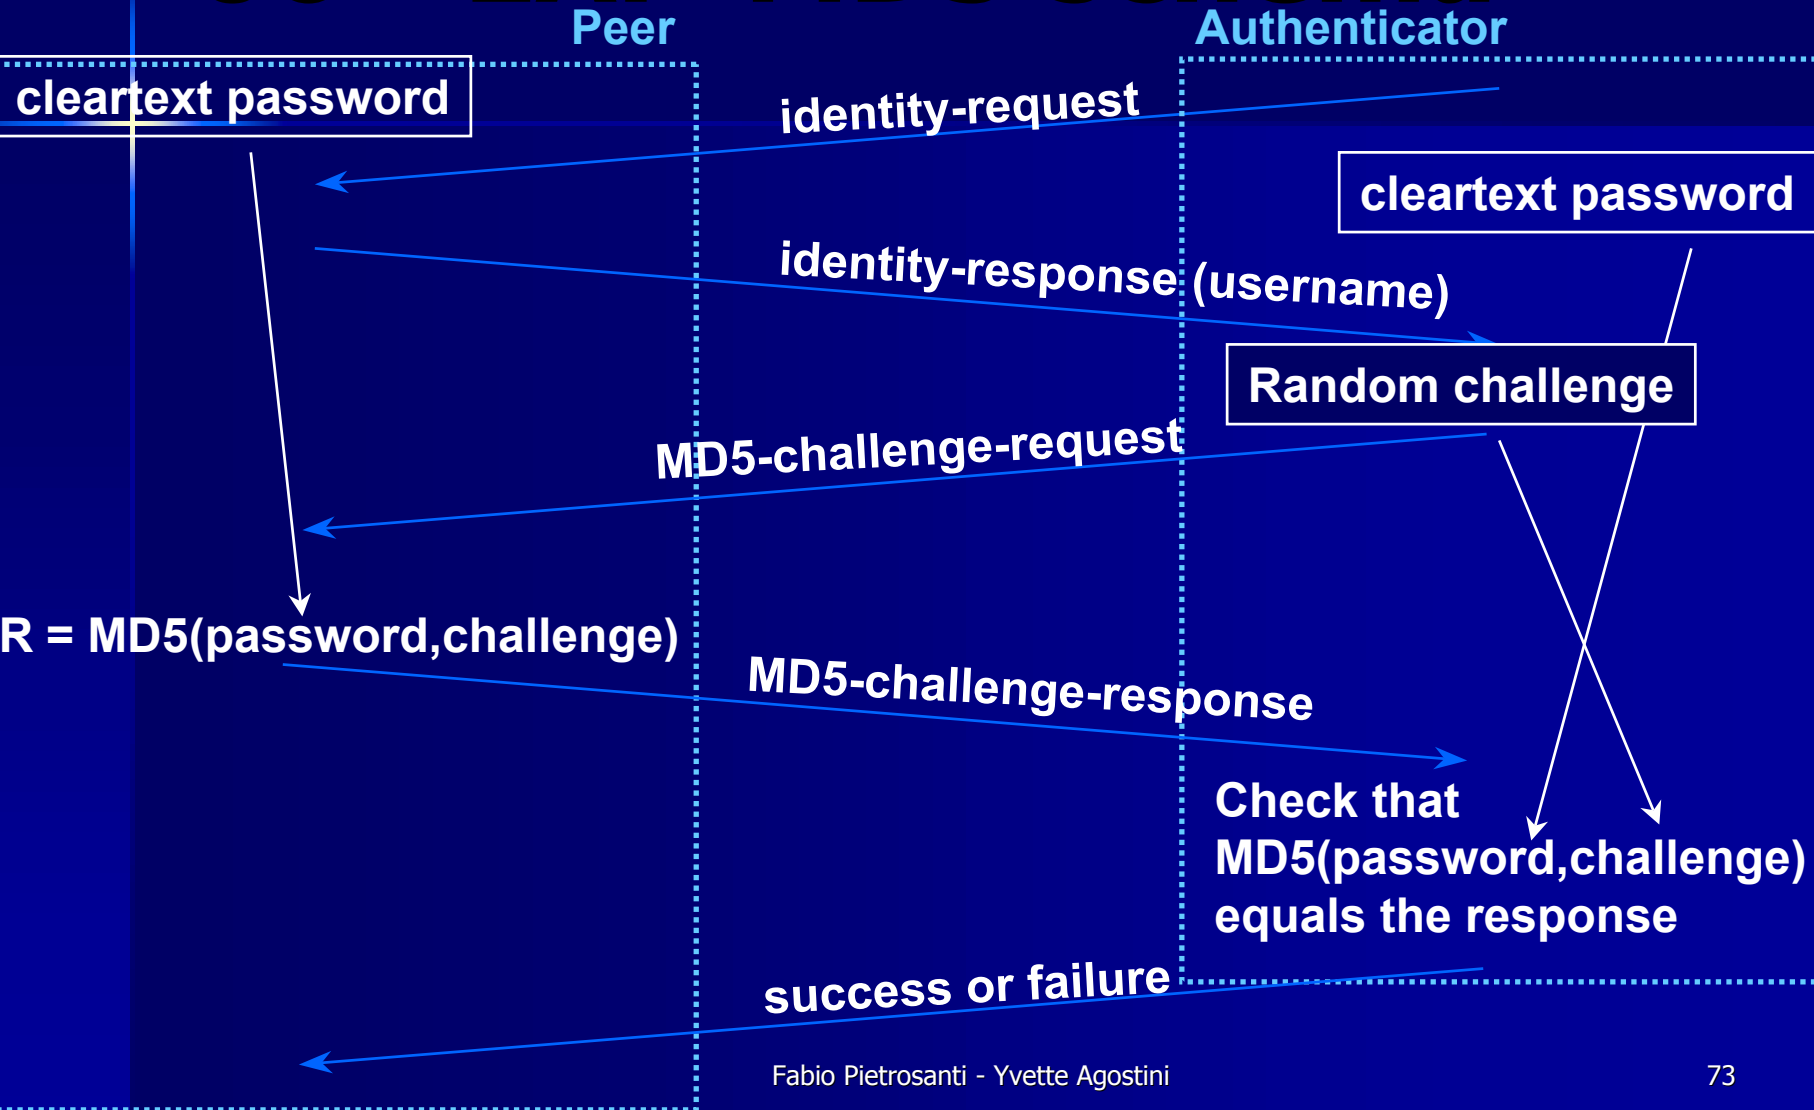 Peer
Authenticator
cleartext password
identity-request
cleartext password
identity-response (username)
Random challenge
MD5-challenge-request
R = MD5(password,challenge)
MD5-challenge-response
Check that
MD5(password,challenge)
equals the response
success or failure
Fabio Pietrosanti - Yvette Agostini
73